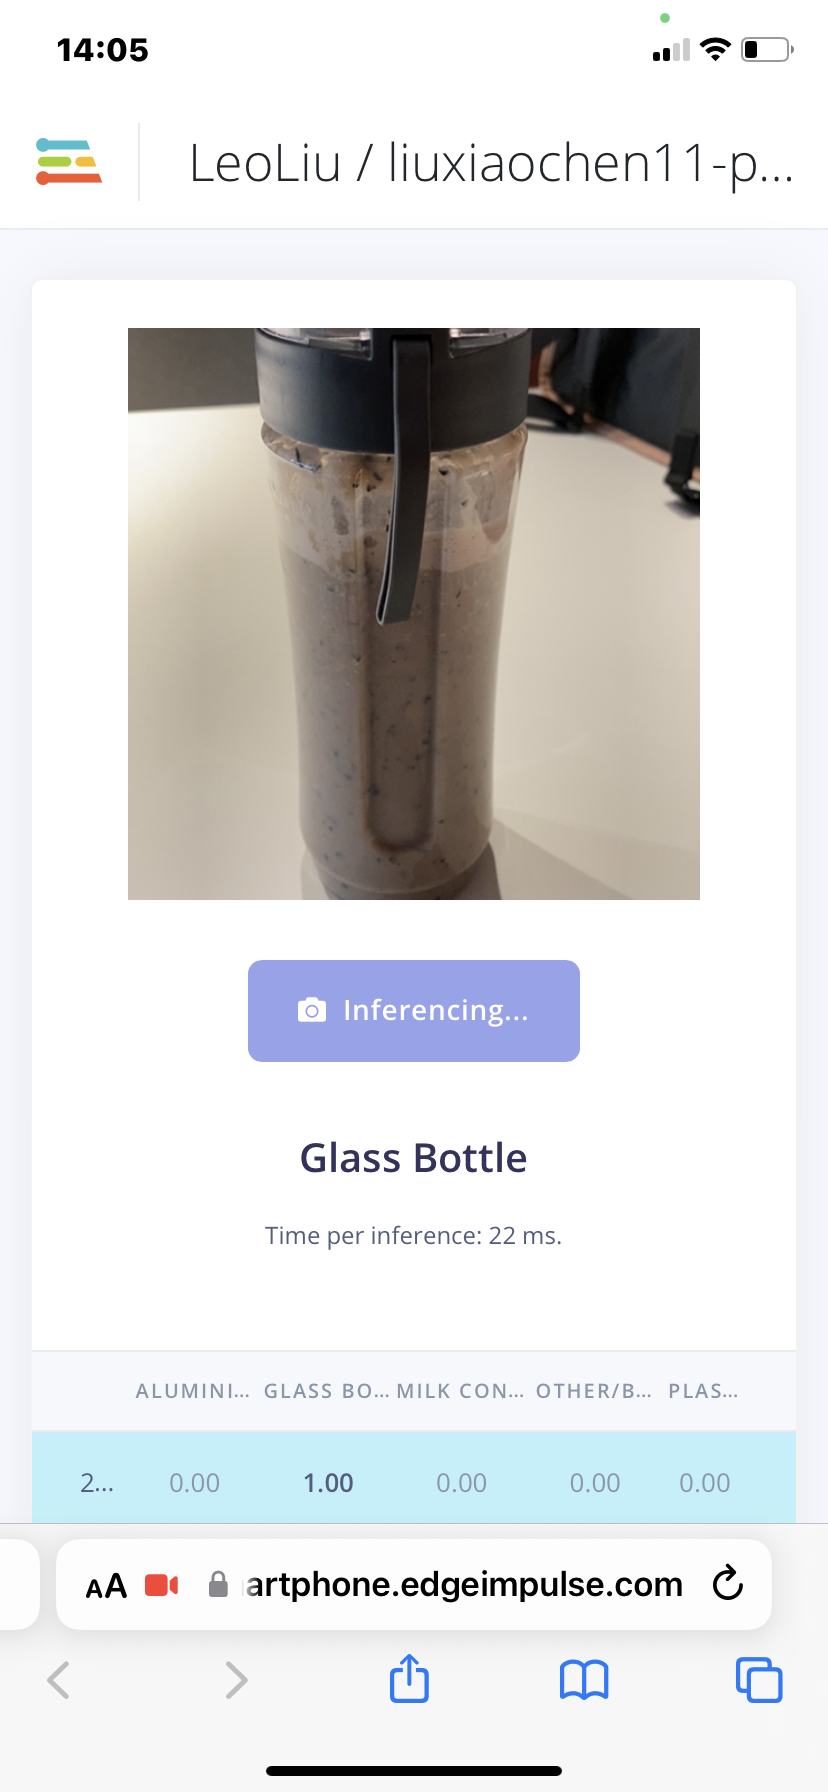 14:05
LeoLiu / liuxiaochen11-p...
Inferencing...
Glass Bottle
Time per inference: 22 ms.
ALUMINI... GLASS BO... MILK CON... OTHER/B... PLAS...
2... 0.00 1.00 0.00 0.00 0.00
AA artphone.edgeimpulse.com